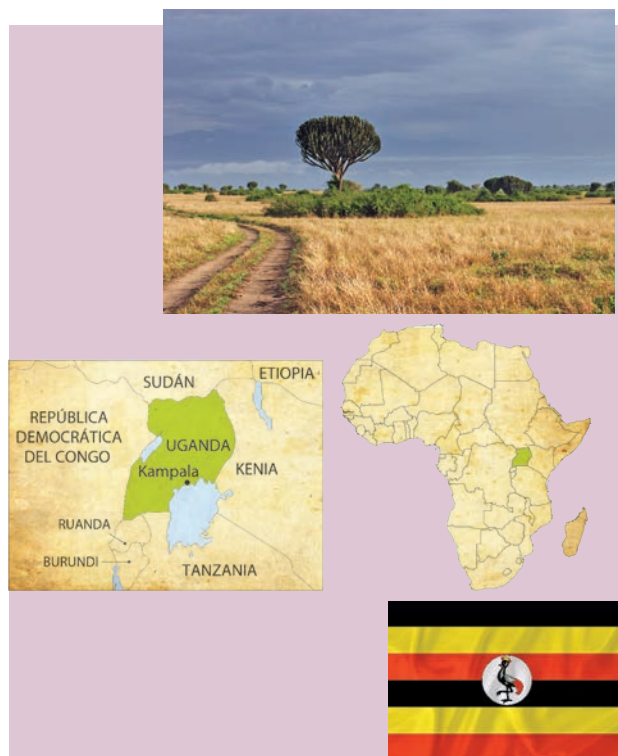 SUDÁN
ETIOPIA
REPÚBLICA
DEMOCRÁTICA
DEL CONGO
UGANDA
Kampala
KENIA
RUANDA
BURUNDI
TANZANIA